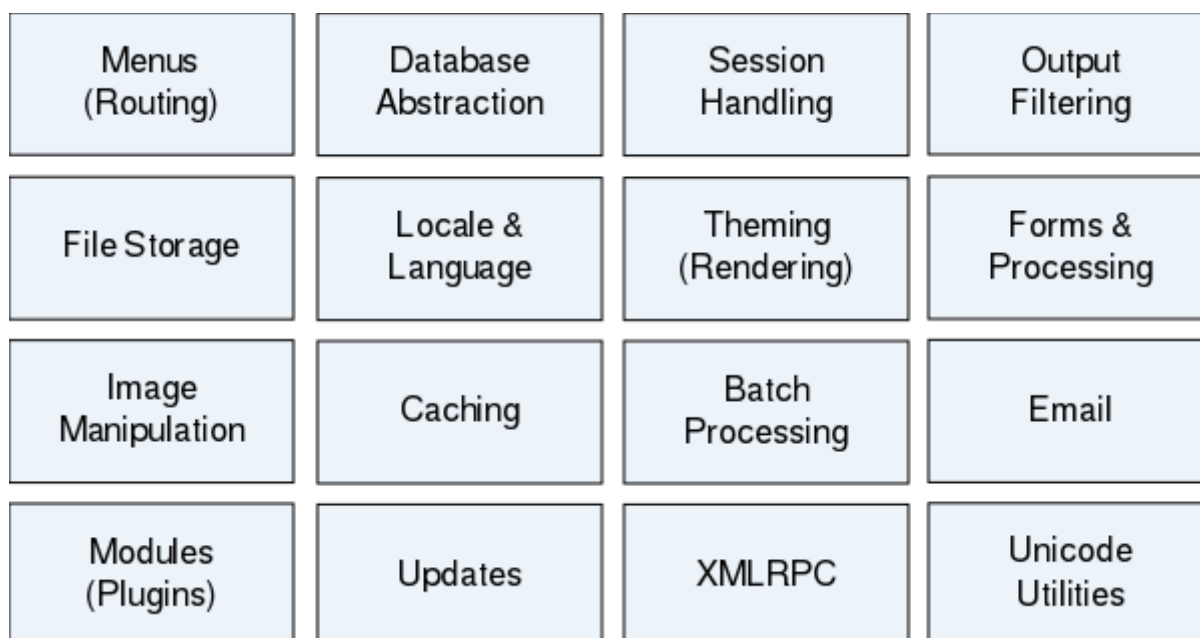 Menus
(Routing)
Database
Abstraction
Session
Handling
Output
Filtering
File Storage
Locale &
Language
Theming
(Rendering)
Forms &
Processing
Image
Manipulation
Caching
Batch
Processing
Email
Modules
(Plugins)
Updates
XMLRPC
Unicode
Utilities